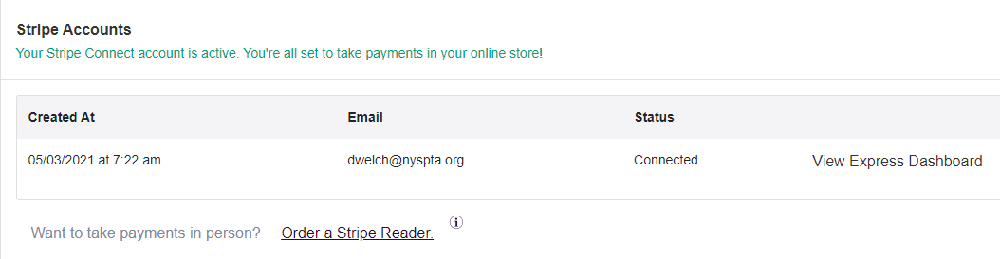 Stripe Accounts
Your Stripe Connect account is active. You're all set to take payments in your online store!
Created At Email Status
05/03/2021 at 7:22 am dwelch@nyspta.org Connected View Express Dashboard
Want to take payments in person? Order a Stripe Reader. i